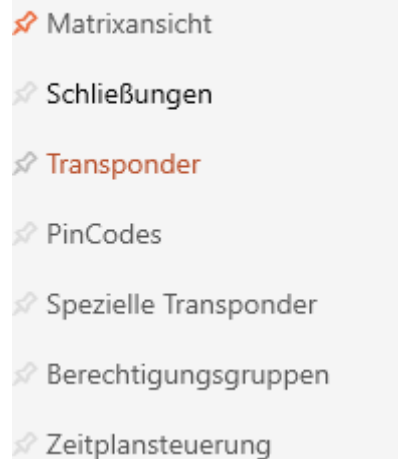 Matrixansicht
Schließungen
Transponder
PinCodes
Spezielle Transponder
Berechtigungsgruppen
Zeitplansteuerung